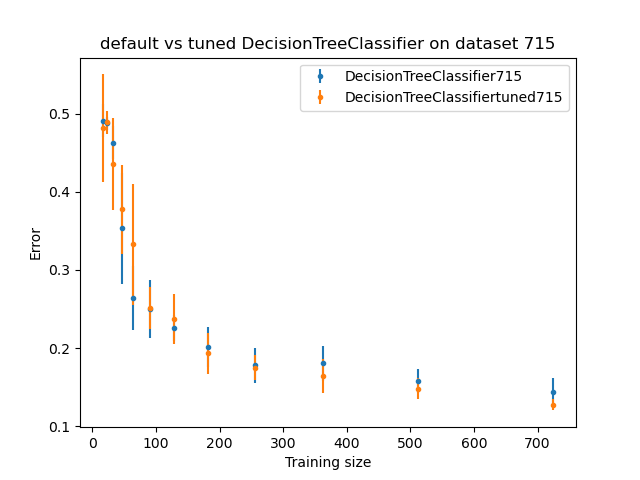 default vs tuned DecisionTreeClassifier on dataset 715
DecisionTreeClassifier715
DecisionTreeClassifiertuned715
Error
0.5
0.4
0.3
0.2
0.1
0 100 200 300 400 500 600 700
Training size